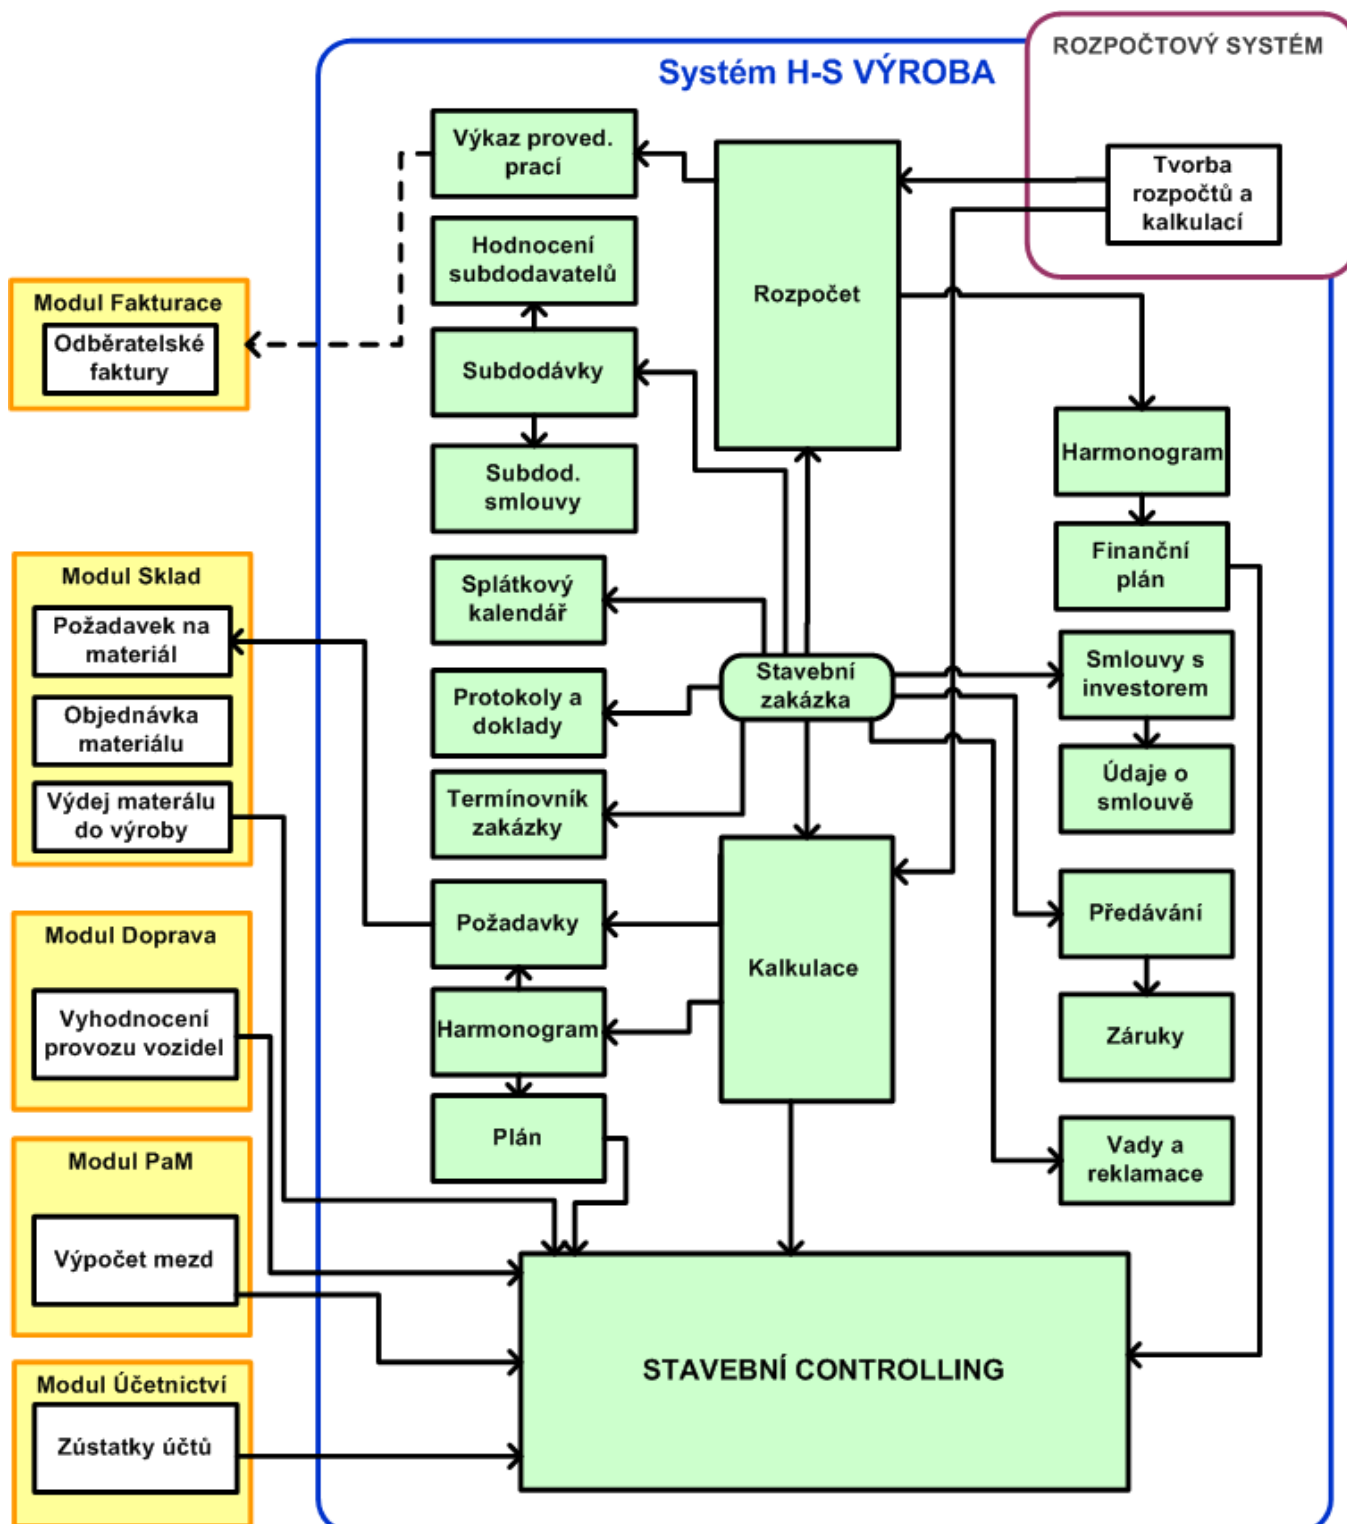 ROZPOČTOVÝ SYSTÉM
Systém H-S VÝROBA
Tvorba
rozpočtů a
kalkulací
Výkaz proved.
prací
Hodnocení
subdodavatelů
Rozpočet
Modul Fakturace
Odběratelské
faktury
Subdodávky
Subdod.
smlouvy
Harmonogram
Finanční
plán
Modul Sklad
Požadavek na
materiál
Objednávka
materiálu
Výdej materálu
do výroby
Splátkový
kalendář
Protokoly a
doklady
Termínovník
zakázky
Stavební
zakázka
Smlouvy s
investorem
Údaje o
smlouvě
Předávání
Záruky
Vady a
reklamace
Požadavky
Harmonogram
Plán
Kalkulace
Modul Doprava
Vyhodnocení
provozu vozidel
Modul PaM
Výpočet mezd
Modul Účetnictví
Zústatky účtů
STAVEBNÍ CONTROLLING